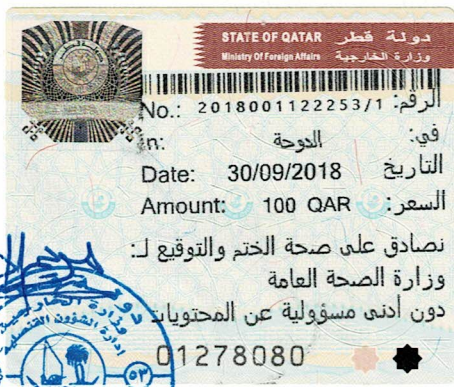 STATE OF QATAR دولة قطر
Ministry Of Foreign Affairs وزارة الخارجية
No.: 2018001122253/1 الرقم:
In: الدوحة في:
Date: 30/09/2018 التاريخ
Amount: 100 QAR السعر:
نصادق على صحة الختم والتوقيع لـ:
وزارة الصحة العامة
دون أدنى مسؤولية عن المحتويات
01278080